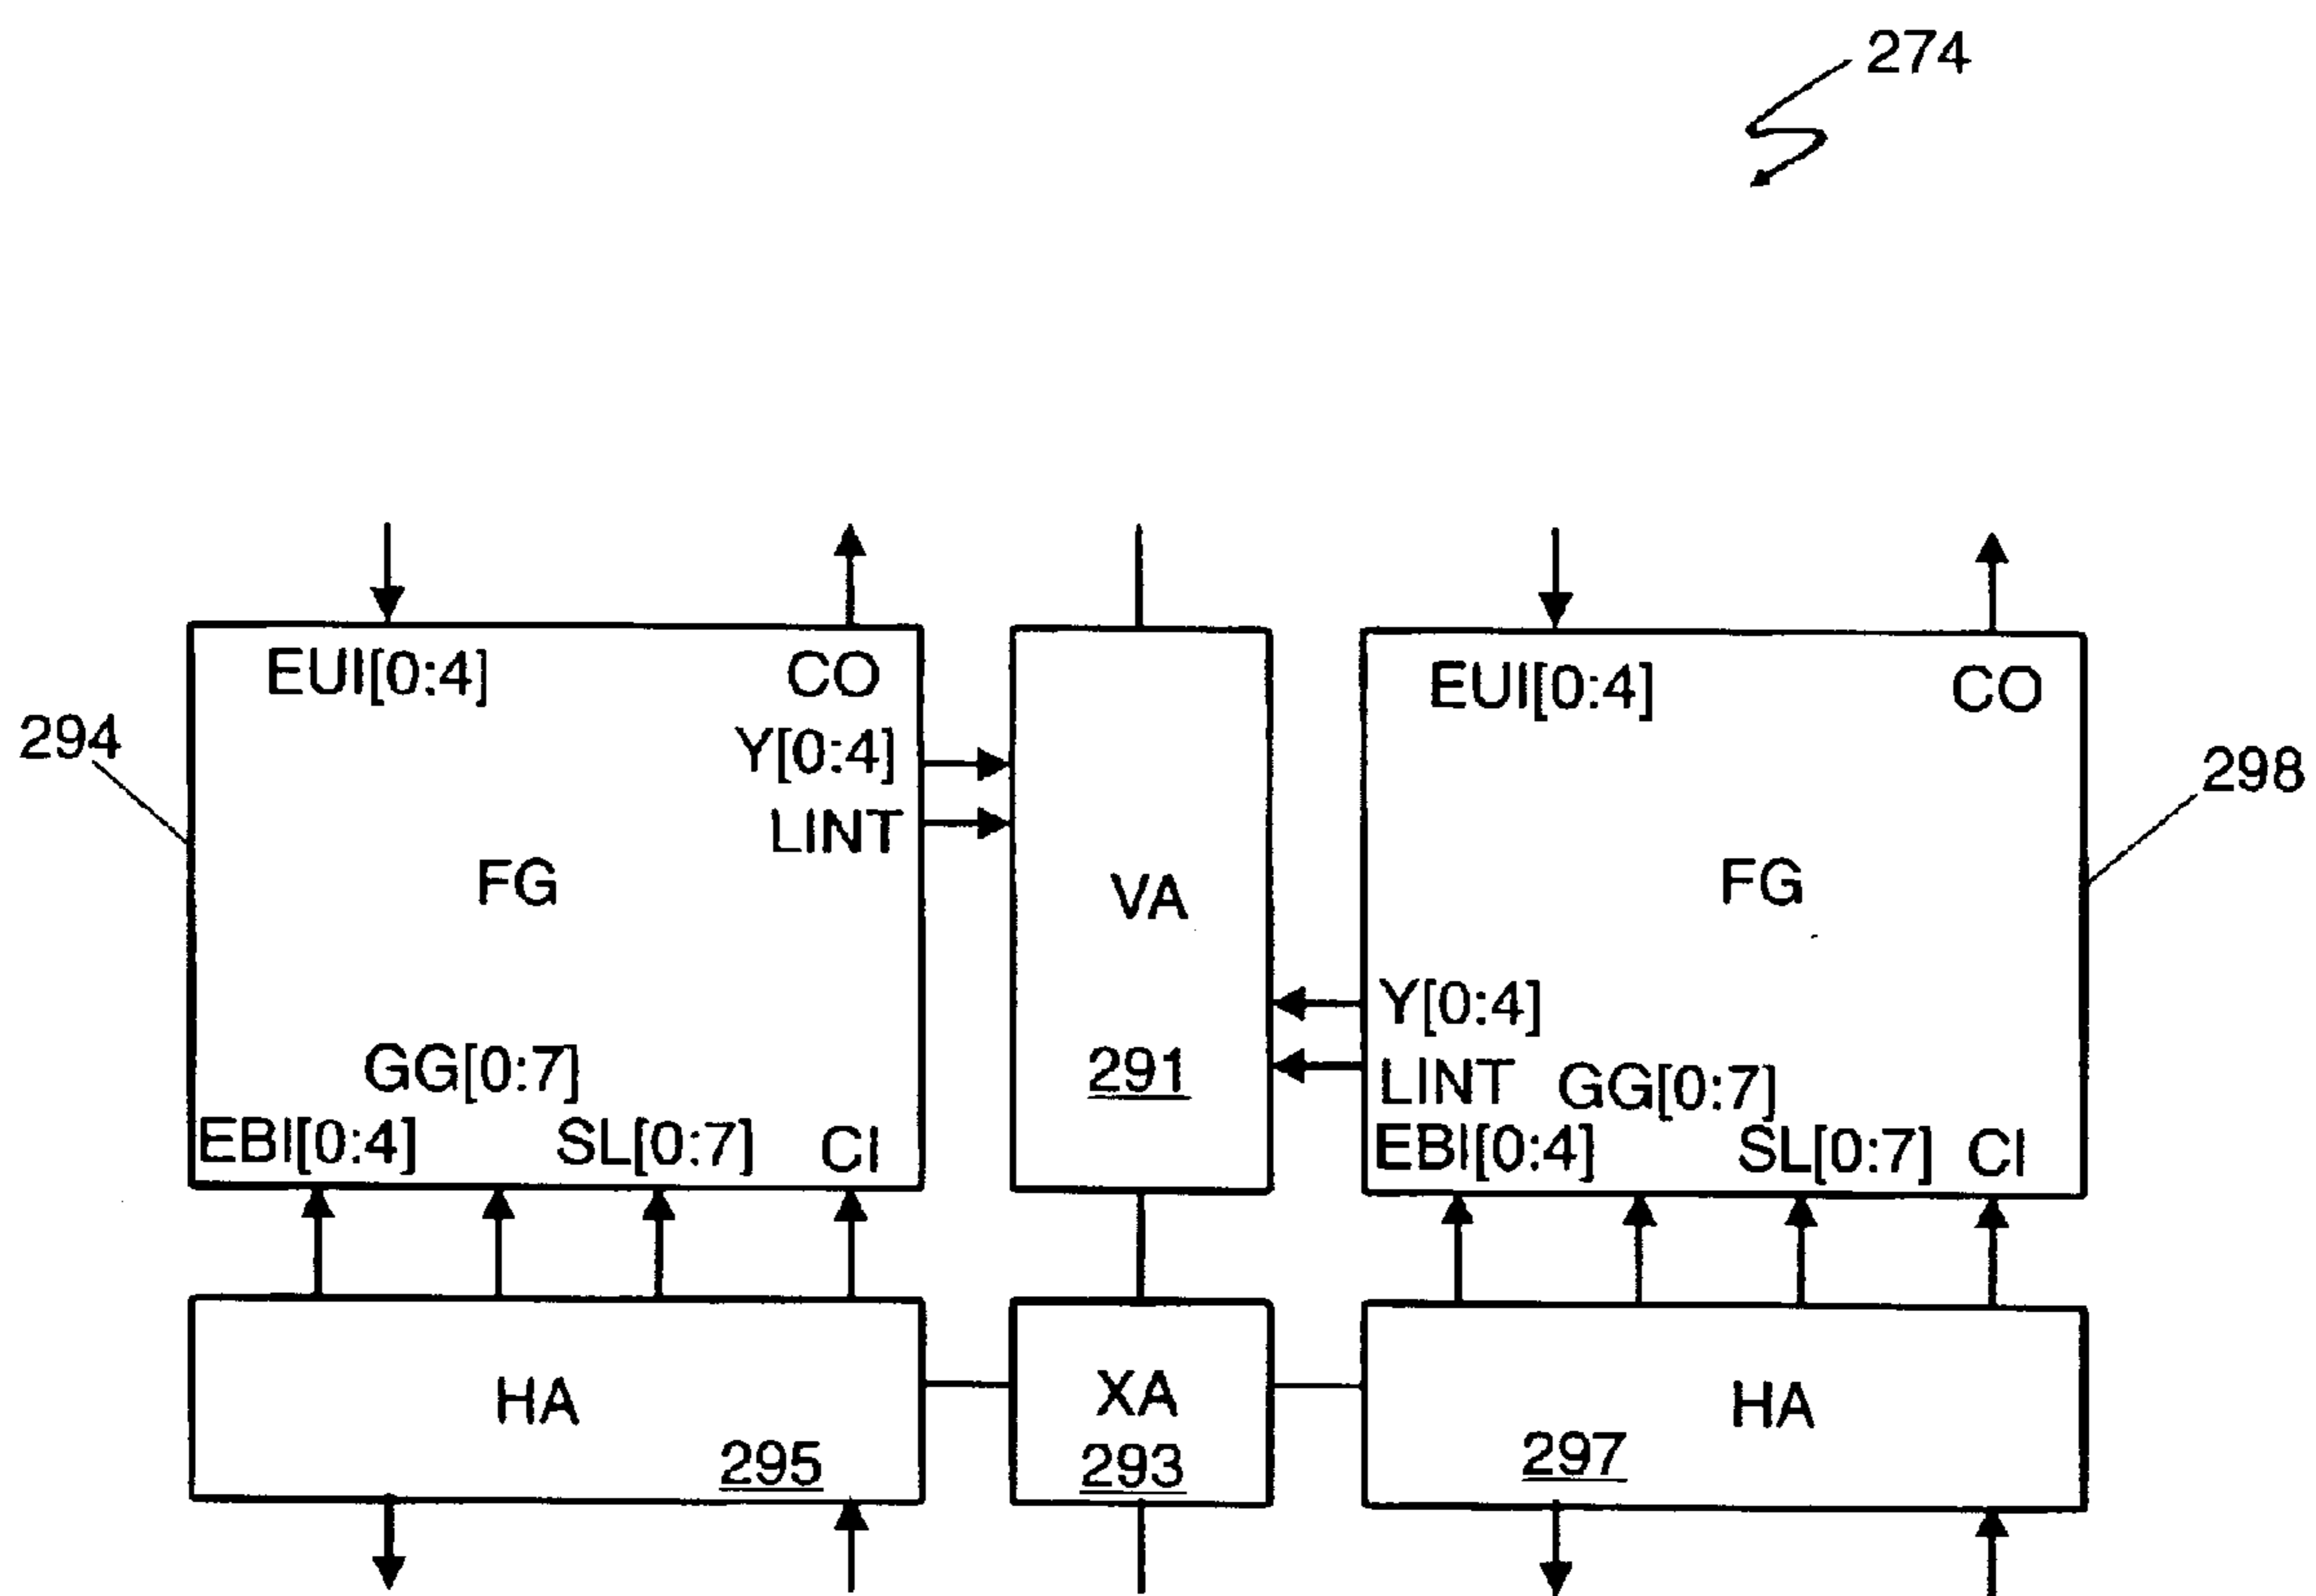 274
EUI[0:4] CO
Y[0:4]
LINT
294
FG
GG[0:7]
EBI[0:4] SL[0:7] CI
VA
291
EUI[0:4] CO
298
FG
Y[0:4]
LINT GG[0:7]
EBI[0:4] SL[0:7] CI
HA
295
XA
293
HA
297